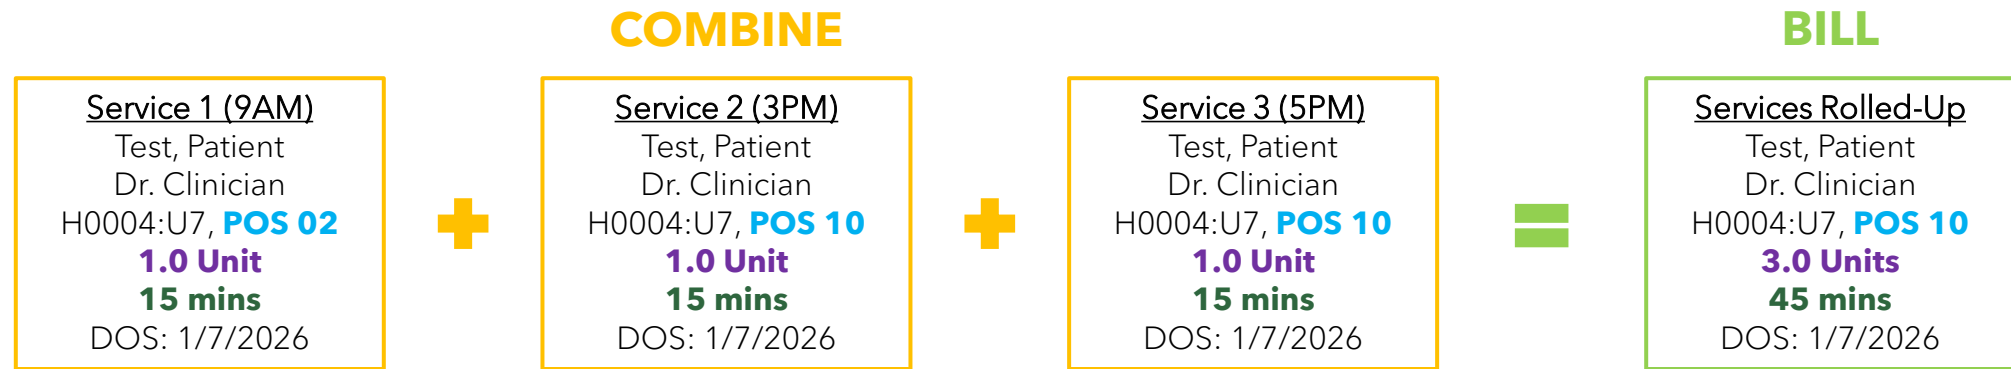 COMBINE
BILL
Service 1 (9AM)
Test, Patient
Dr. Clinician
H0004:U7, POS 02
1.0 Unit
15 mins
DOS: 1/7/2026
Service 2 (3PM)
Test, Patient
Dr. Clinician
H0004:U7, POS 10
1.0 Unit
15 mins
DOS: 1/7/2026
Service 3 (5PM)
Test, Patient
Dr. Clinician
H0004:U7, POS 10
1.0 Unit
15 mins
DOS: 1/7/2026
Services Rolled-Up
Test, Patient
Dr. Clinician
H0004:U7, POS 10
3.0 Units
45 mins
DOS: 1/7/2026